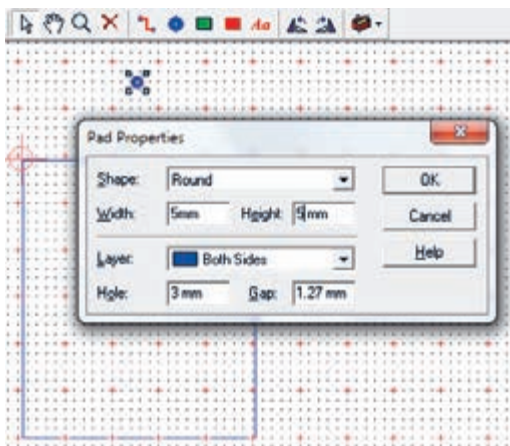 Aa
Pad Properties
Shape: Round
OK
Width: 5mm Height: 5mm
Cancel
Layer: Both Sides
Help
Hole: 3 mm Gap: 1.27 mm